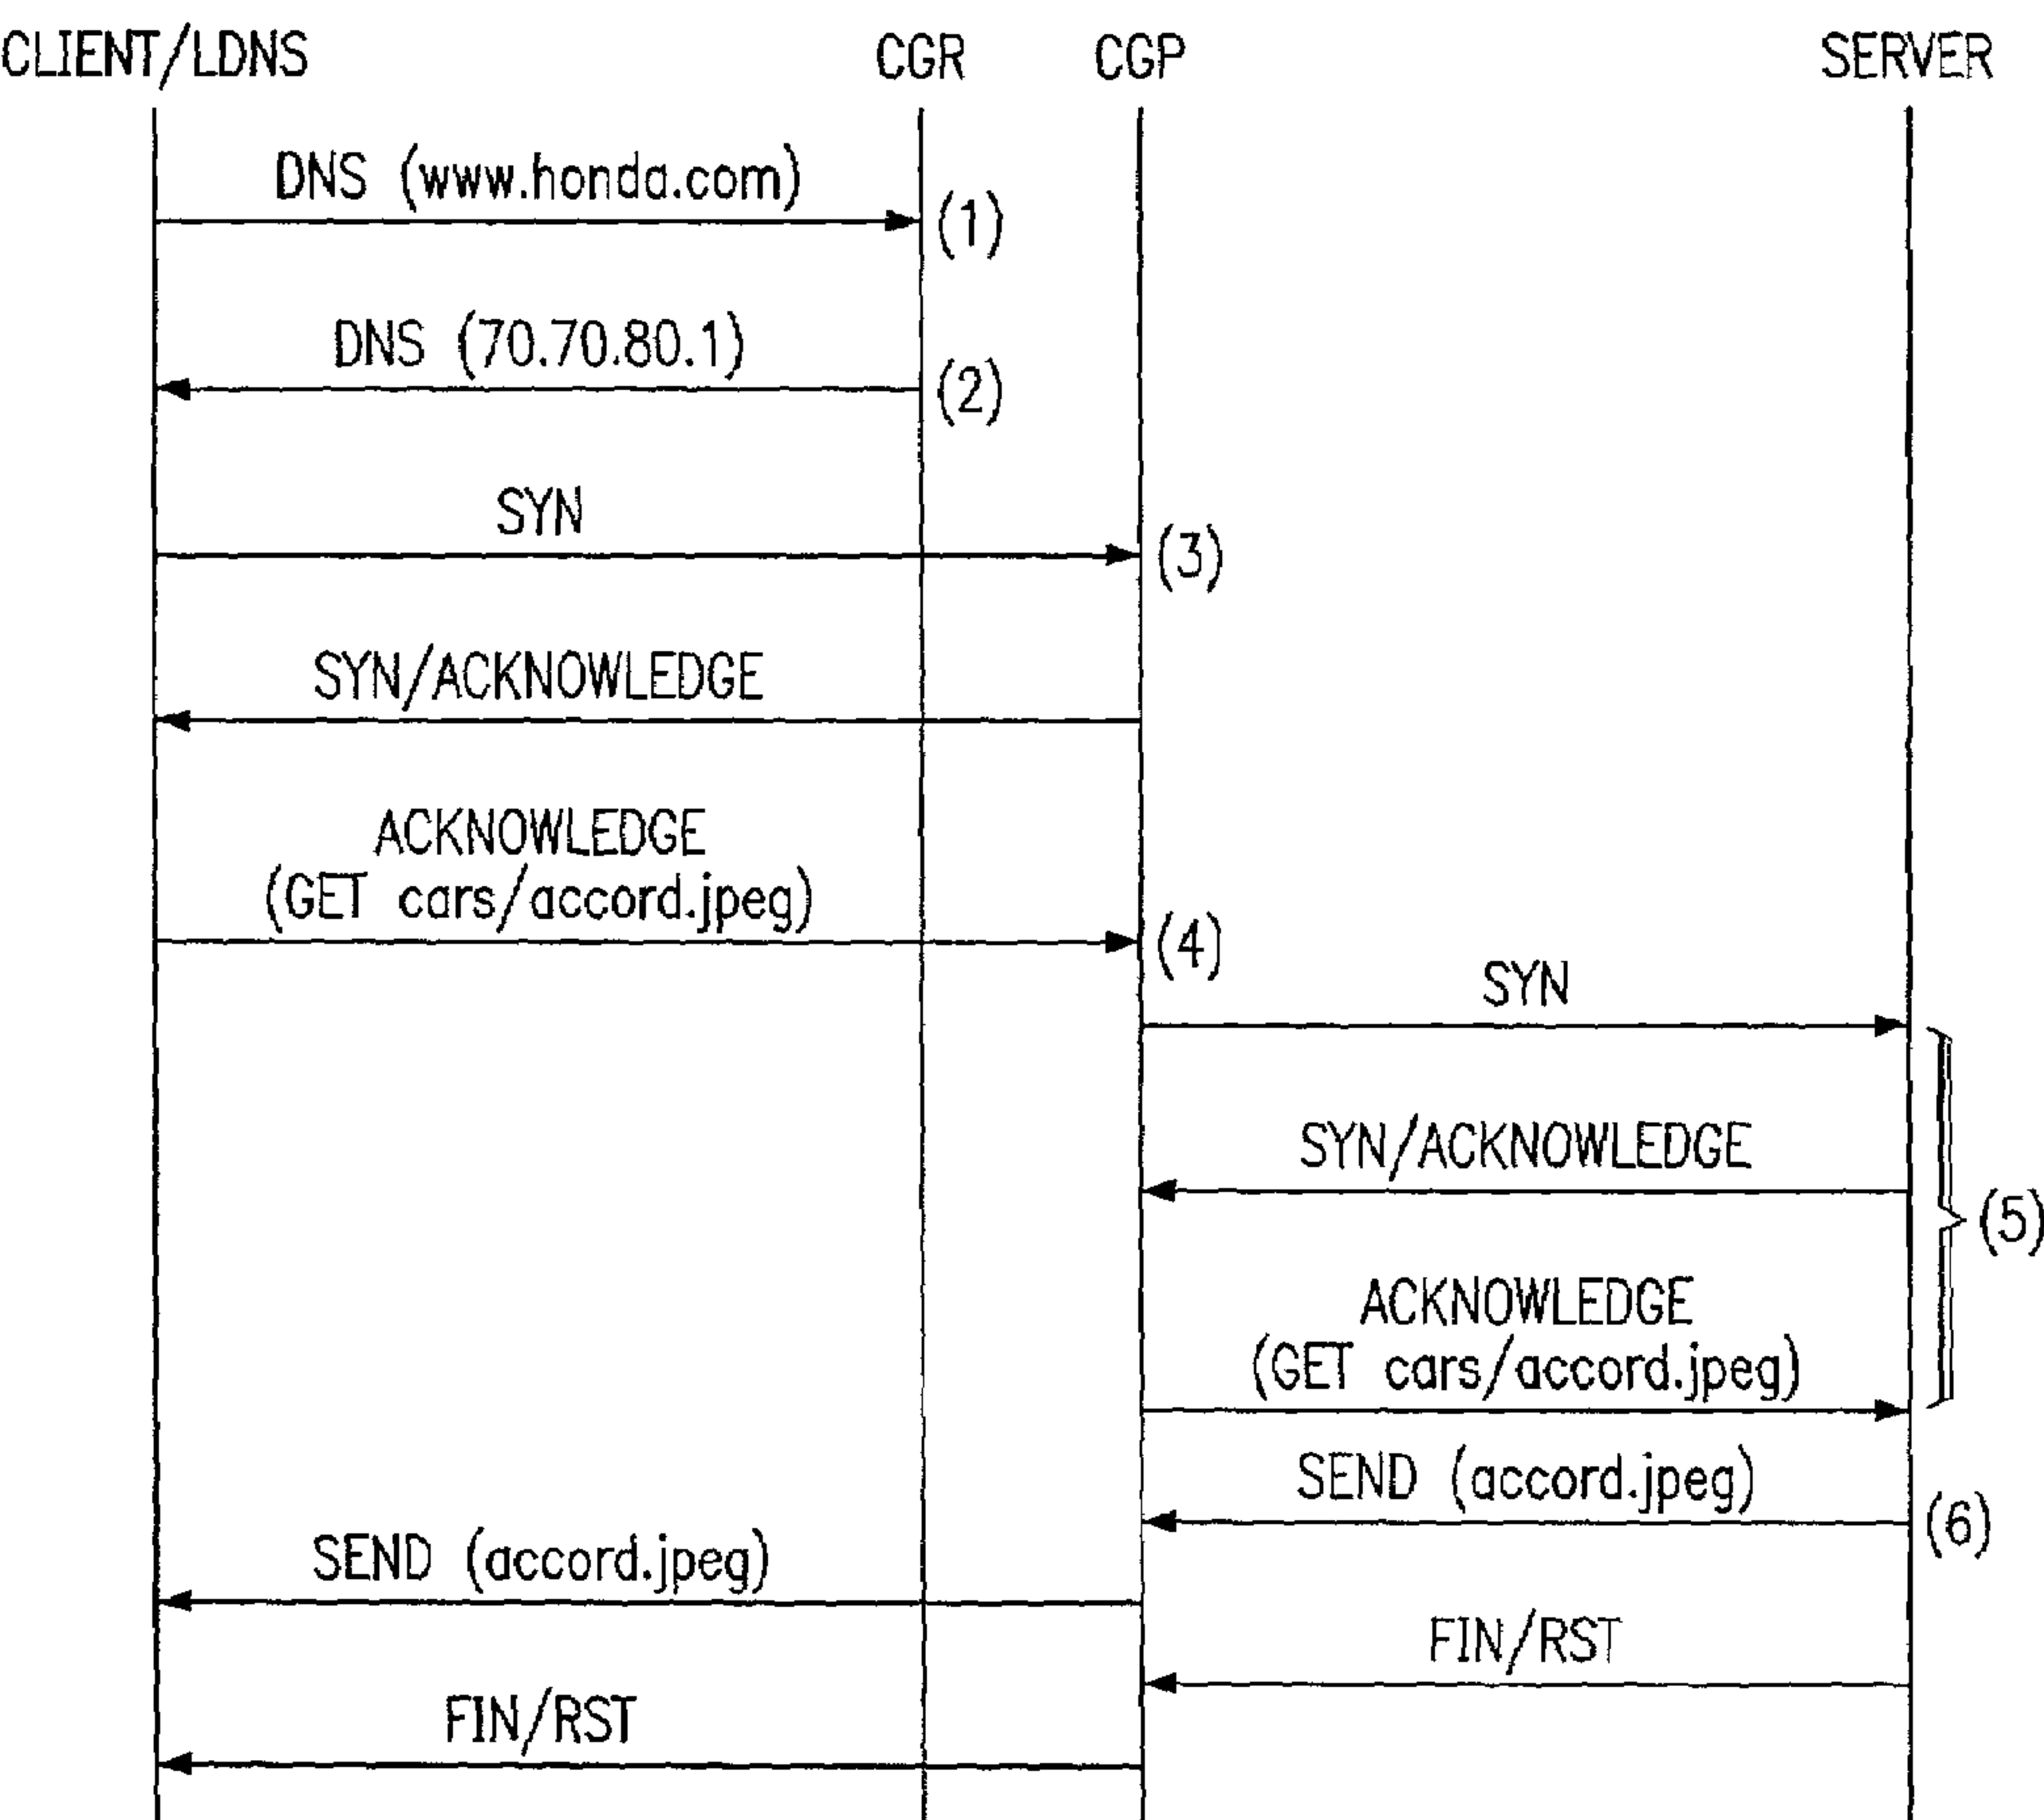 CLIENT/LDNS CGR CGP SERVER
DNS (www.honda.com)
(1)
DNS (70.70.80.1)
(2)
SYN
(3)
SYN/ACKNOWLEDGE
ACKNOWLEDGE
(GET cars/accord.jpeg)
(4)
SYN
SYN/ACKNOWLEDGE
(5)
ACKNOWLEDGE
(GET cars/accord.jpeg)
SEND (accord.jpeg)
(6)
SEND (accord.jpeg)
FIN/RST
FIN/RST